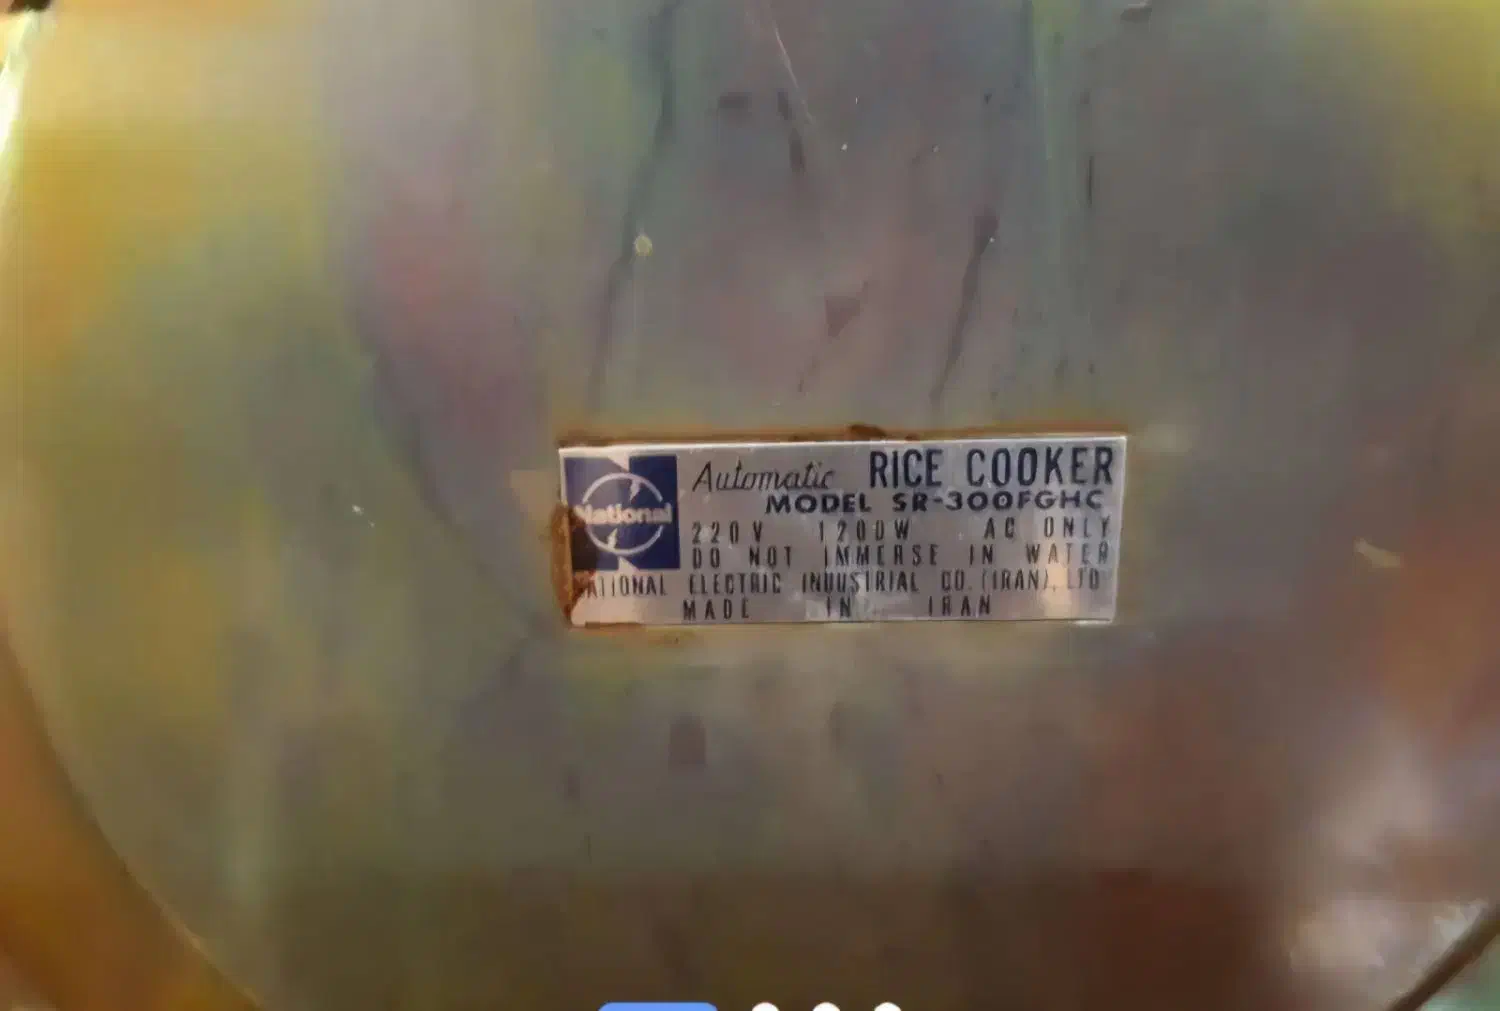 National
Automatic RICE COOKER
MODEL SR-300FGHC
220V 1200W AC ONLY
DO NOT IMMERSE IN WATER
NATIONAL ELECTRIC INDUSTRIAL CO. (IRAN), LTD
MADE IN IRAN